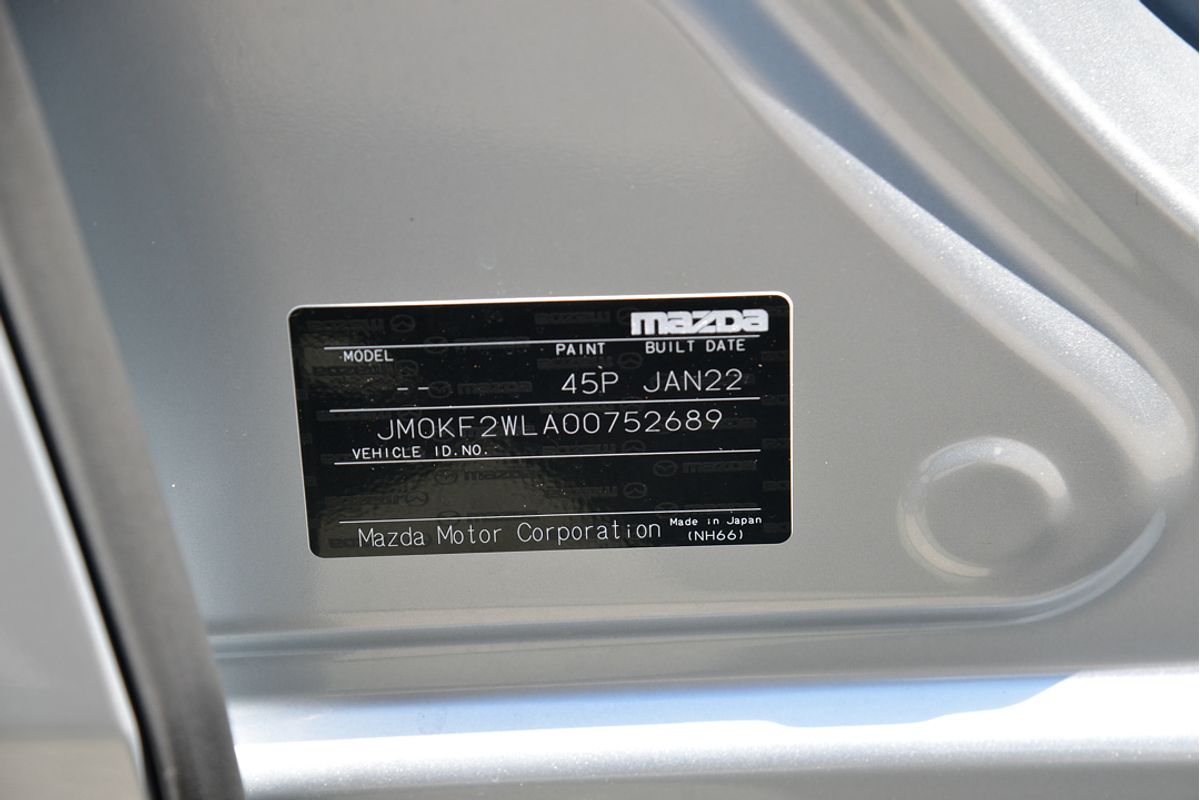 mazda
MODEL PAINT BUILT DATE
-- 45P JAN22
JM0KF2WLA00752689
VEHICLE ID.NO.
Mazda Motor Corporation Made in Japan
(NH66)